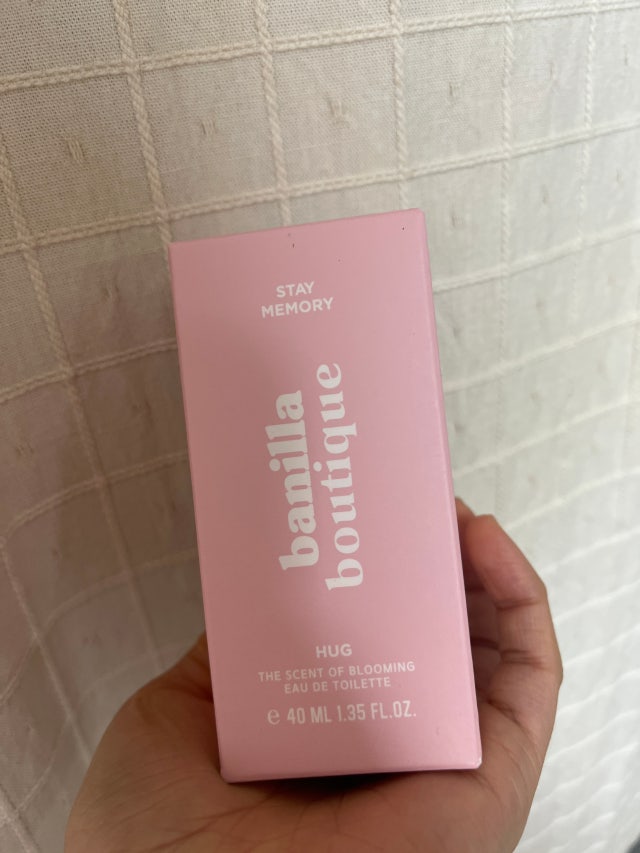 STAY
MEMORY
banilla
boutique
HUG
THE SCENT OF BLOOMING
EAU DE TOILETTE
℮ 40 ML 1.35 FL.OZ.